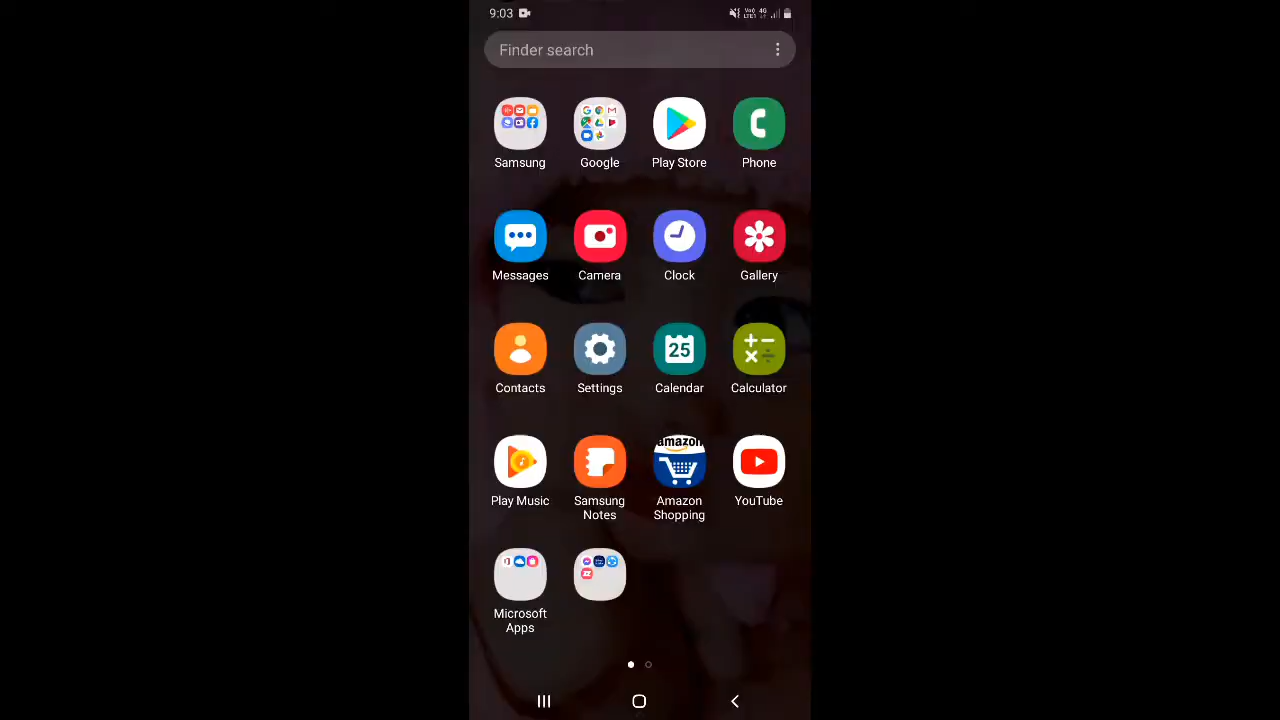 9:03
Finder search
Samsung
Google
Play Store
Phone
Messages
Camera
Clock
Gallery
25
Contacts
Settings
Calendar
Calculator
amazon
Play Music
Samsung Notes
Amazon Shopping
YouTube
Microsoft Apps